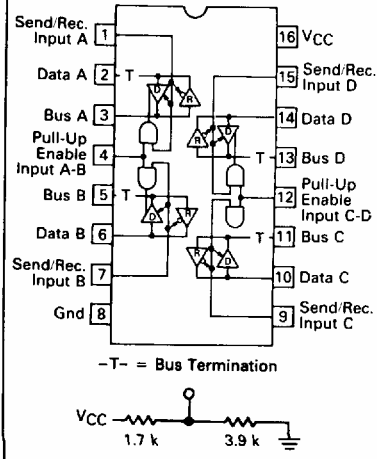 Send/Rec.
Input A
1
Data A
2
T
Bus A
3
Pull-Up
Enable
Input A-B
4
Bus B
5
T
Data B
6
Send/Rec.
Input B
7
Gnd
8
D
R
D
R
16
VCC
15
Send/Rec.
Input D
14
Data D
R
D
T
13
Bus D
12
Pull-Up
Enable
Input C-D
T
11
Bus C
R
D
10
Data C
9
Send/Rec.
Input C
–T– = Bus Termination
VCC
1.7 k
3.9 k